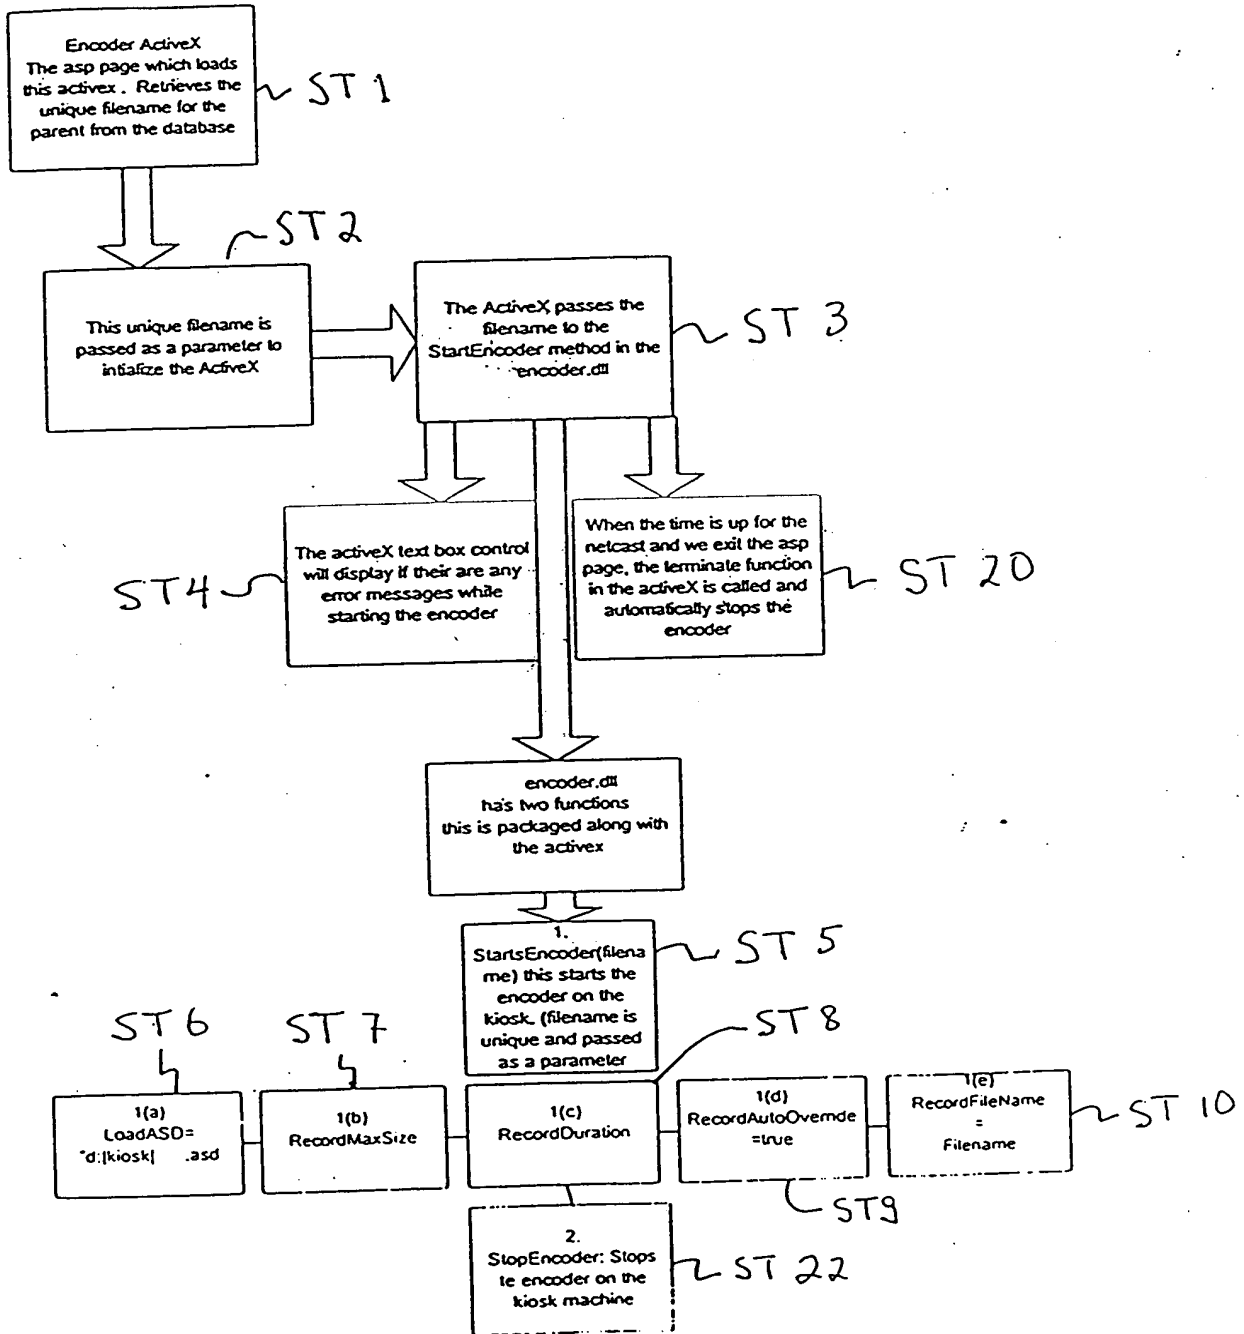 Encoder ActiveX
The asp page which loads
this activex . Retrieves the
unique filename for the
parent from the database
ST 1
ST 2
This unique filename is
passed as a parameter to
intialize the ActiveX
The ActiveX passes the
filename to the
StartEncoder method in the
encoder.dll
ST 3
The activeX text box control
will display if their are any
error messages while
starting the encoder
ST4
When the time is up for the
netcast and we exit the asp
page, the terminate function
in the activeX is called and
automatically stops the
encoder
ST 20
encoder.dll
has two functions
this is packaged along with
the activex
1.
StartsEncoder(filena
me) this starts the
encoder on the
kiosk. (filename is
unique and passed
as a parameter
ST 5
ST 6
ST 7
ST 8
1(a)
LoadASD=
"d:|kiosk| .asd
1(b)
RecordMaxSize
1(c)
RecordDuration
1(d)
RecordAutoOverride
=true
1(e)
RecordFileName
=
Filename
ST 10
ST9
2.
StopEncoder: Stops
te encoder on the
kiosk machine
ST 22